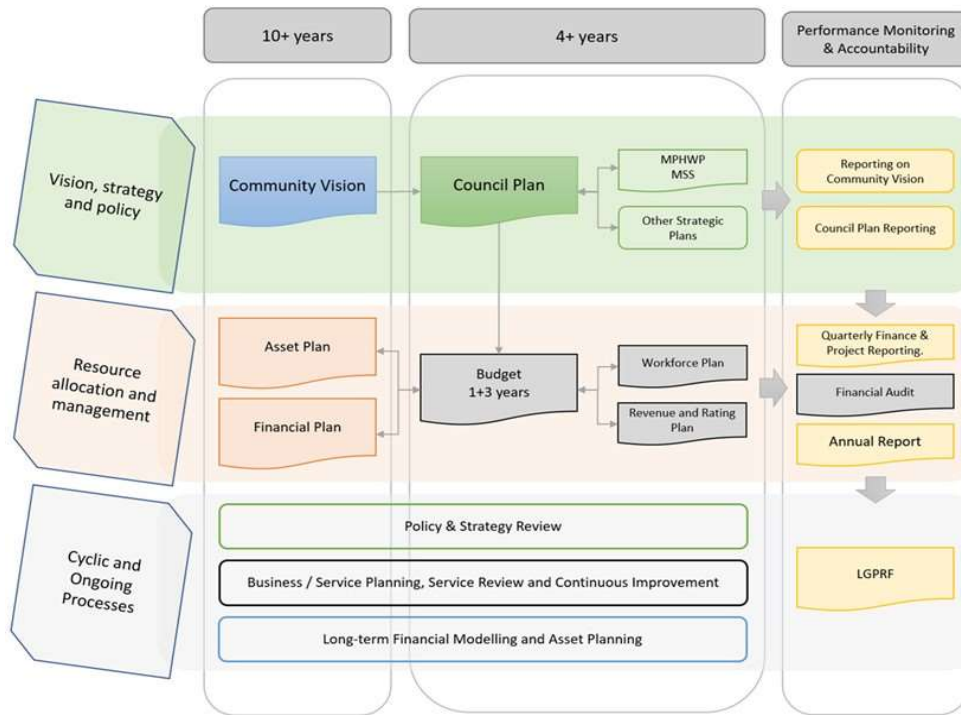 10+ years
4+ years
Performance Monitoring
& Accountability
Vision, strategy
and policy
Community Vision
Council Plan
MPHWP
MSS
Other Strategic
Plans
Reporting on
Community Vision
Council Plan Reporting
Resource
allocation and
management
Asset Plan
Financial Plan
Budget
1+3 years
Workforce Plan
Revenue and Rating
Plan
Quarterly Finance &
Project Reporting.
Financial Audit
Annual Report
Cyclic and
Ongoing
Processes
Policy & Strategy Review
Business / Service Planning, Service Review and Continuous Improvement
Long-term Financial Modelling and Asset Planning
LGPRF